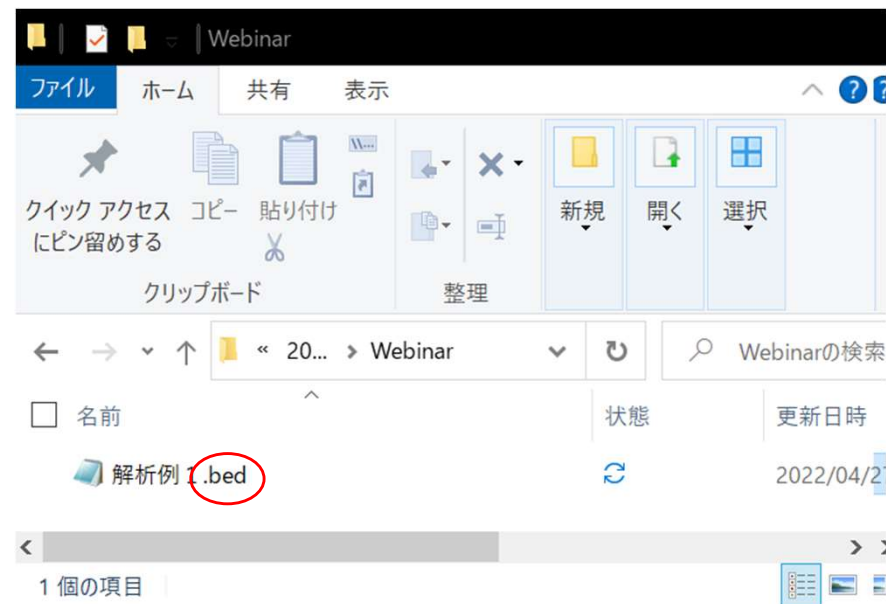 Webinar
ファイル ホーム 共有 表示
クイック アクセス
にピン留めする
コピー 貼り付け
新規 開く 選択
クリップボード 整理
« 20... > Webinar
Webinarの検索
名前 状態 更新日時
解析例 1.bed 2022/04/27
1 個の項目